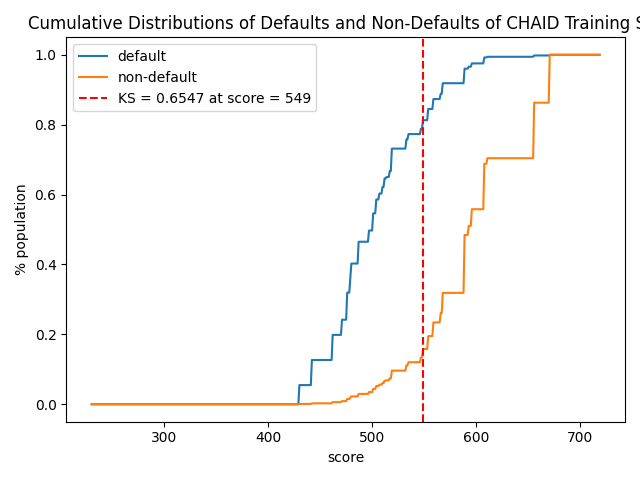 Cumulative Distributions of Defaults and Non-Defaults of CHAID Training S
default
non-default
KS = 0.6547 at score = 549
% population
1.0
0.8
0.6
0.4
0.2
0.0
300 400 500 600 700
score